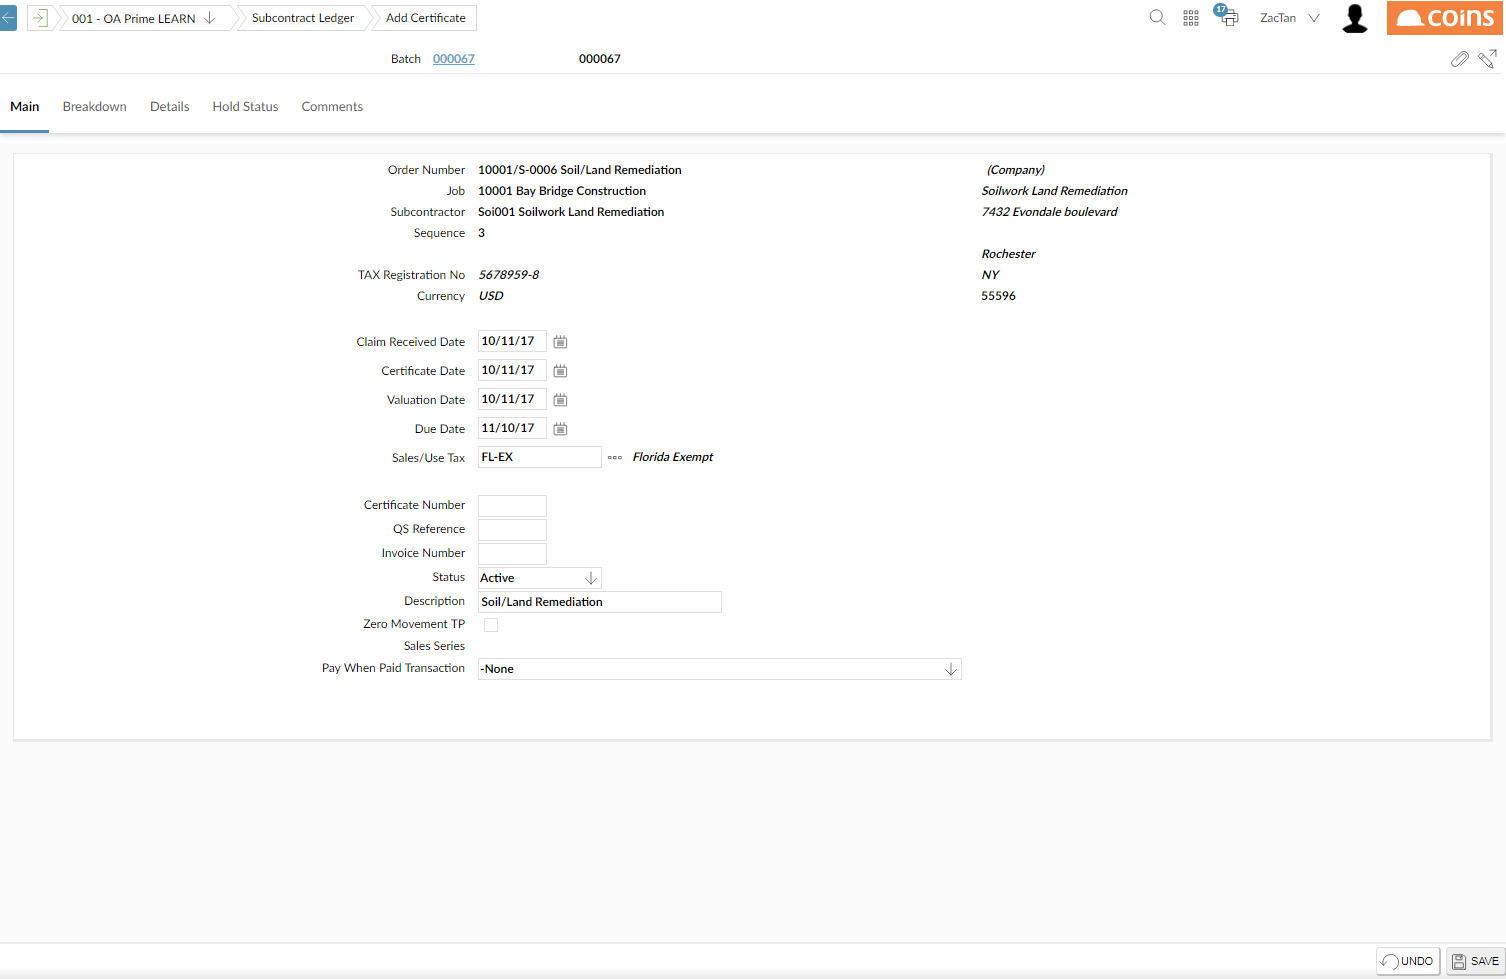 001 - OA Prime LEARN
Subcontract Ledger
Add Certificate
17
ZacTan
coins
Batch 000067 000067
Main Breakdown Details Hold Status Comments
Order Number 10001/S-0006 Soil/Land Remediation (Company)
Job 10001 Bay Bridge Construction Soilwork Land Remediation
Subcontractor Soi001 Soilwork Land Remediation 7432 Evondale boulevard
Sequence 3
Rochester
TAX Registration No 5678959-8 NY
Currency USD 55596
Claim Received Date 10/11/17
Certificate Date 10/11/17
Valuation Date 10/11/17
Due Date 11/10/17
Sales/Use Tax FL-EX Florida Exempt
Certificate Number
QS Reference
Invoice Number
Status Active
Description Soil/Land Remediation
Zero Movement TP
Sales Series
Pay When Paid Transaction -None
UNDO SAVE